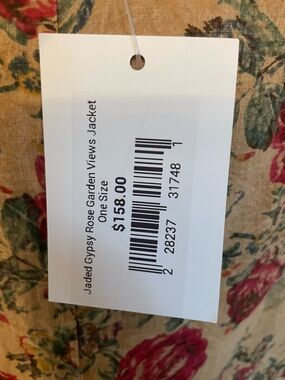 Jaded Gypsy Rose Garden Views Jacket
One Size
$158.00
2 28237 31748 1